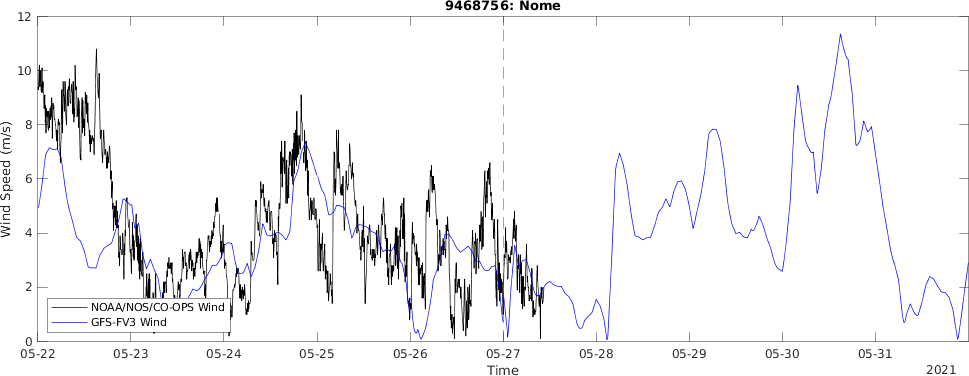 9468756: Nome
12
10
8
6
4
2
0
Wind Speed (m/s)
NOAA/NOS/CO-OPS Wind
GFS-FV3 Wind
05-22 05-23 05-24 05-25 05-26 05-27 05-28 05-29 05-30 05-31
Time
2021